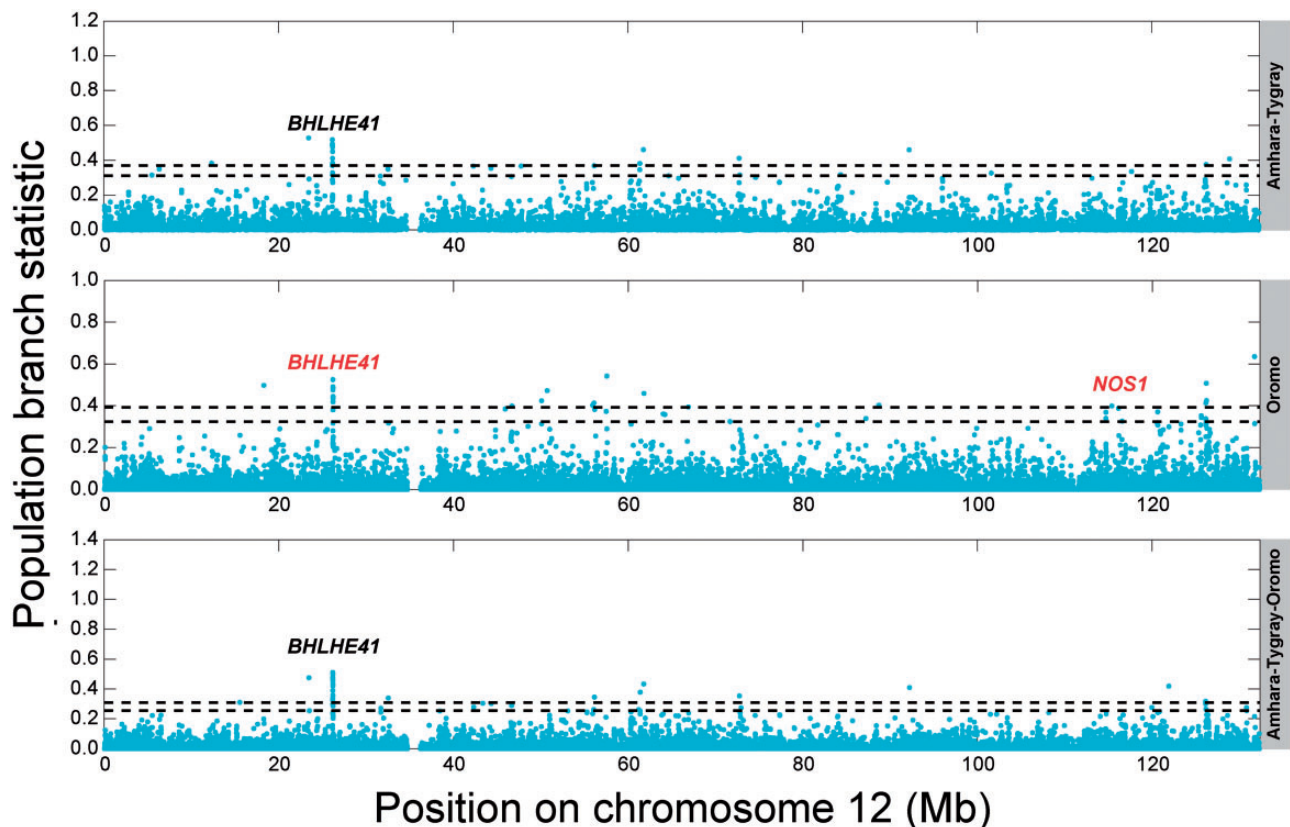 Population branch statistic
1.2
1.0
0.8
0.6
0.4
0.2
0.0
BHLHE41
0 20 40 60 80 100 120
Amhara-Tygray
1.0
0.8
0.6
0.4
0.2
0.0
BHLHE41
NOS1
0 20 40 60 80 100 120
Oromo
1.4
1.2
1.0
0.8
0.6
0.4
0.2
0.0
BHLHE41
0 20 40 60 80 100 120
Amhara-Tygray-Oromo
Position on chromosome 12 (Mb)